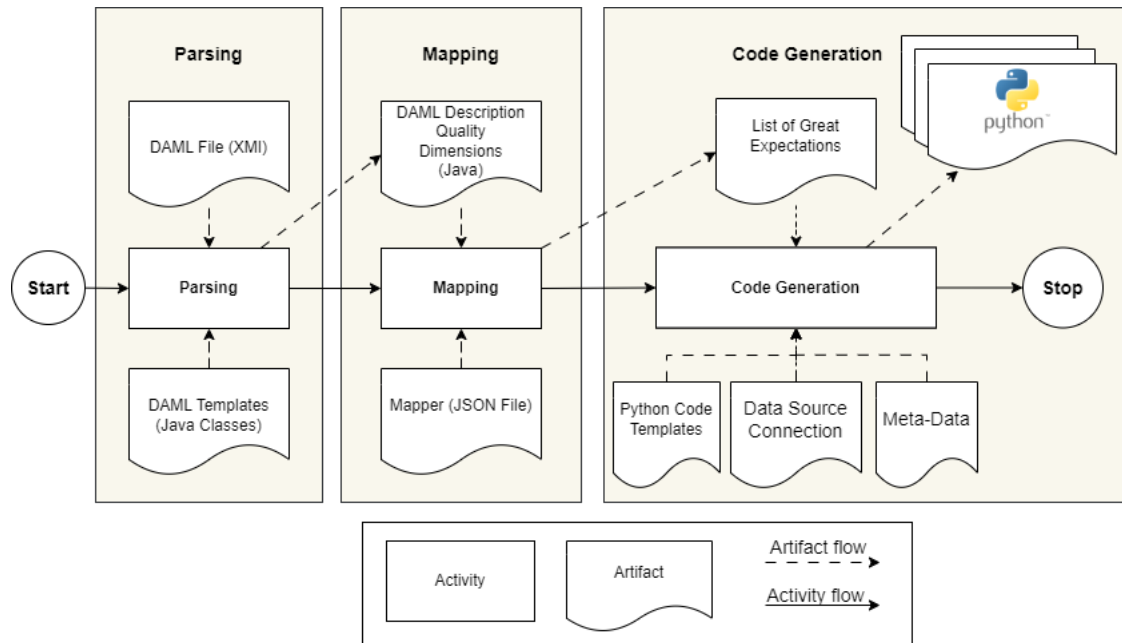 Parsing
Mapping
Code Generation
DAML File (XMI)
DAML Description
Quality
Dimensions
(Java)
List of Great
Expectations
python™
Start
Parsing
Mapping
Code Generation
Stop
DAML Templates
(Java Classes)
Mapper (JSON File)
Python Code
Templates
Data Source
Connection
Meta-Data
Activity
Artifact
Artifact flow
Activity flow